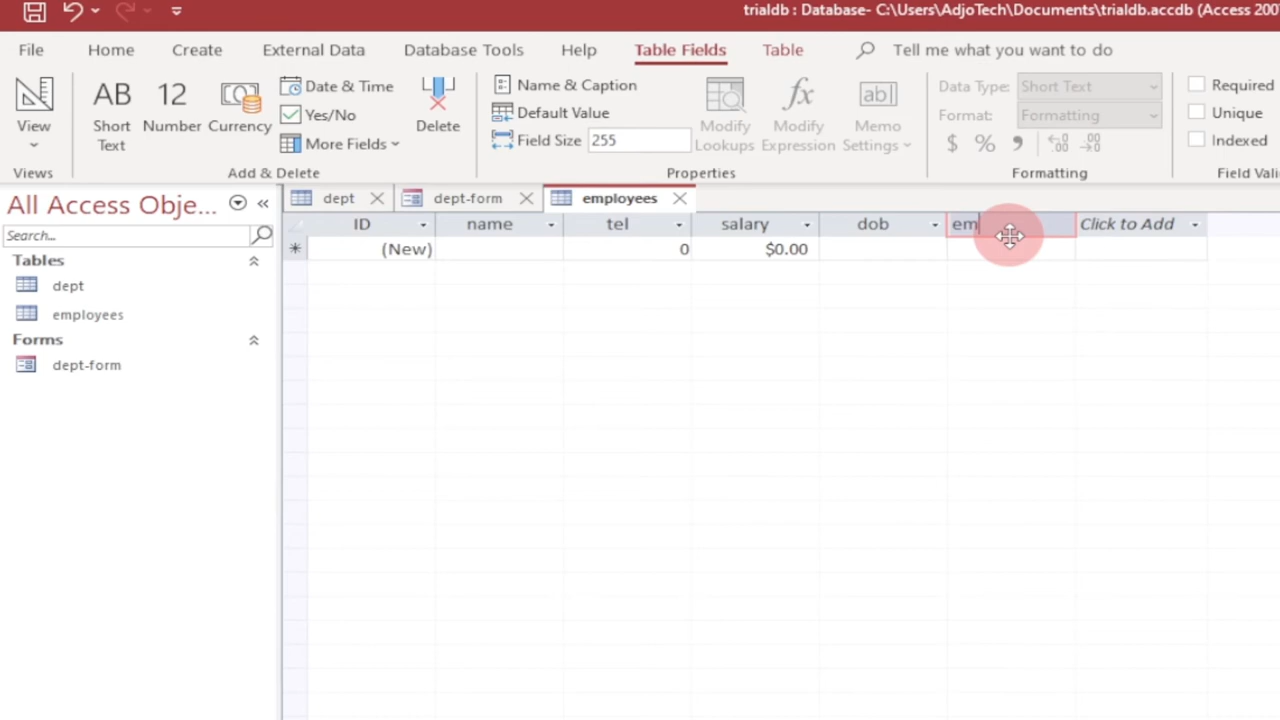 trialdb : Database- C:\Users\AdjoTech\Documents\trialdb.accdb (Access 200
File Home Create External Data Database Tools Help Table Fields Table Tell me what you want to do
View
Views
AB Short Text
12 Number
Currency
Date & Time
Yes/No
More Fields
Delete
Add & Delete
Name & Caption
Default Value
Field Size 255
Modify Lookups
fx Modify Expression
ab| Memo Settings
Properties
Data Type: Short Text
Format: Formatting
$ % , .00 .00
Formatting
Required
Unique
Indexed
Field Vali
All Access Obje...
Search...
Tables
dept
employees
Forms
dept-form
dept dept-form employees
ID name tel salary dob em Click to Add
* (New) 0 $0.00